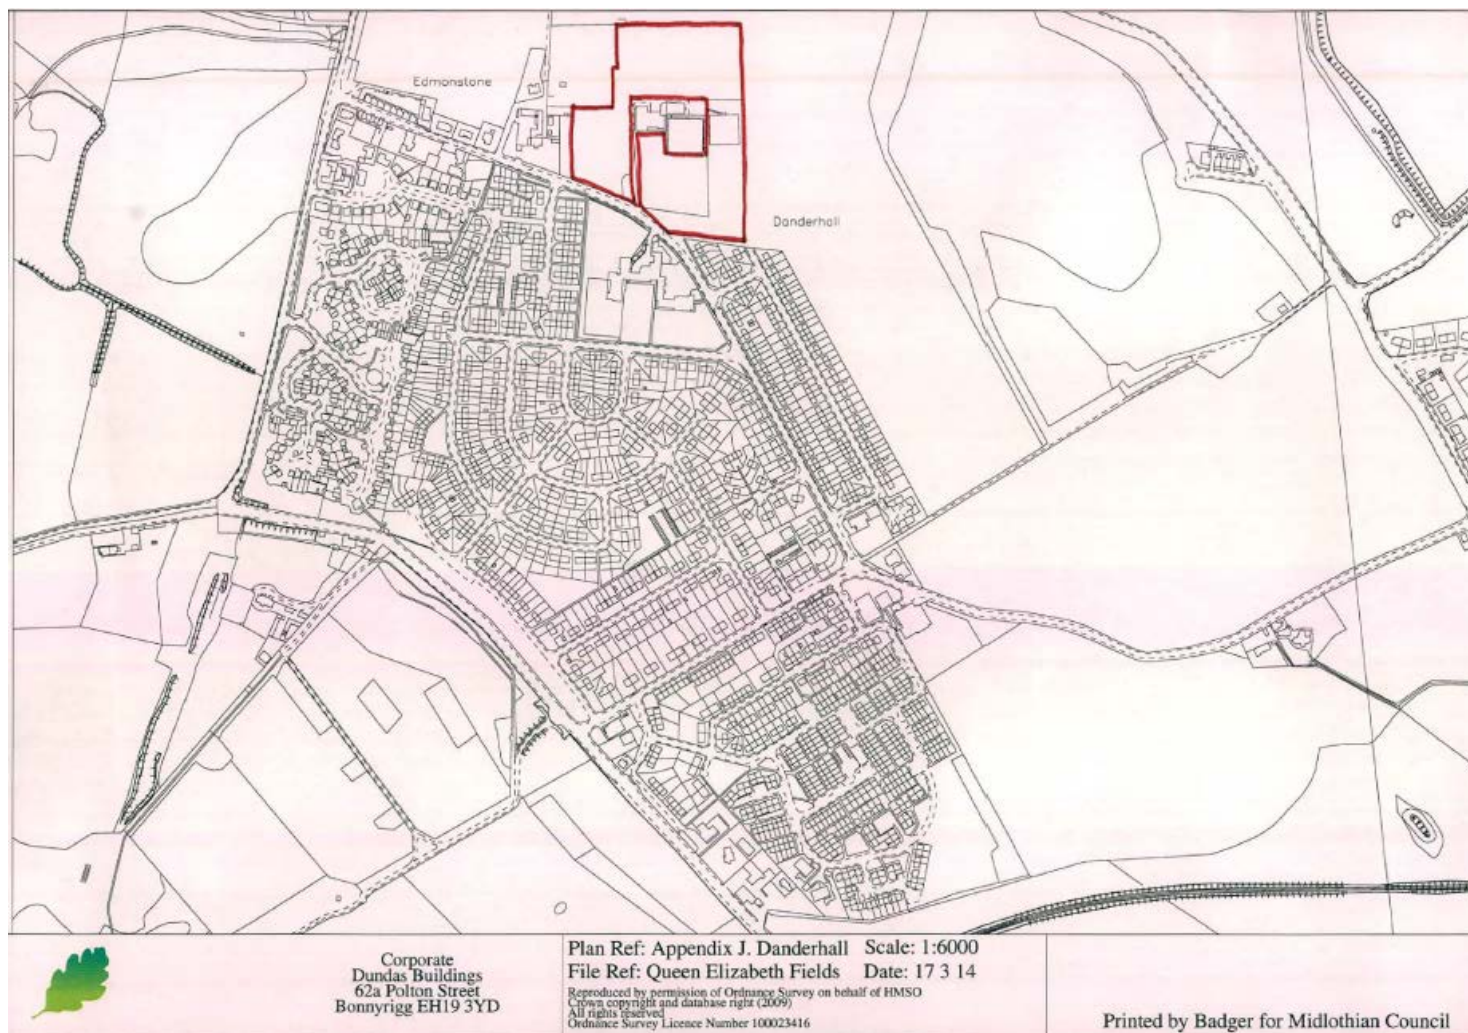 Edmonstone
Danderhall
Corporate
Dundas Buildings
62a Polton Street
Bonnyrigg EH19 3YD
Plan Ref: Appendix J. Danderhall Scale: 1:6000
File Ref: Queen Elizabeth Fields Date: 17 3 14
Reproduced by permission of Ordnance Survey on behalf of HMSO
Crown copyright and database right (2009)
All rights reserved
Ordnance Survey Licence Number 100023416
Printed by Badger for Midlothian Council